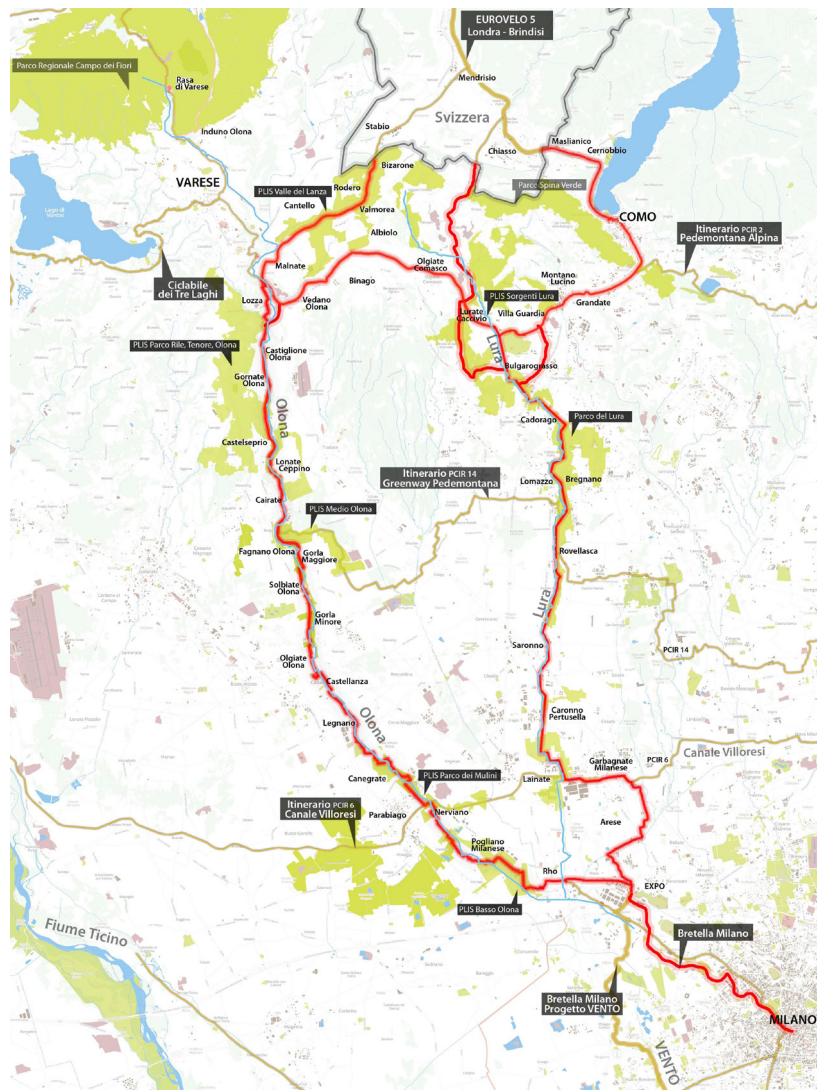 EUROVELO 5
Londra - Brindisi
Parco Regionale Campo dei Fiori
Mendrisio
Rasa
di Varese
Svizzera
Stabio
Induno Olona
Maslianico
Cernobbio
Chiasso
Bizarone
VARESE
PLIS Valle del Lanza
Rodero
Parco Spina Verde
Cantello
Valmorea
COMO
Lago di
Varese
Albiolo
Itinerario PCIR 2
Pedemontana Alpina
Malnate
Olgiate
Comasco
Ciclabile
dei Tre Laghi
Binago
Montano
Lucino
Lozza
Vedano
Olona
PLIS Sorgenti Lura
Grandate
Lurate
Caccivio
Villa Guardia
PLIS Parco Rile, Tenore, Olona
Castiglione
Olona
Lura
Bulgarograsso
Gornate
Olona
Olona
Cadorago
Parco del Lura
Castelseprio
Lonate
Ceppino
Itinerario PCIR 14
Greenway Pedemontana
Lomazzo
Bregnano
Cairate
PLIS Medio Olona
Fagnano Olona
Gorla
Maggiore
Rovellasca
Solbiate
Olona
Lura
Gorla
Minore
Saronno
PCIR 14
Olgiate
Olona
Castellanza
Caronno
Pertusella
Legnano
Olona
Canale Villoresi
Garbagnate
Milanese
PCIR 6
PLIS Parco dei Mulini
Canegrate
Lainate
Itinerario PCIR 6
Canale Villoresi
Parabiago
Nerviano
Arese
Pogliano
Milanese
Rho
EXPO
PLIS Basso Olona
Fiume Ticino
Bretella Milano
Bretella Milano
Progetto VENTO
MILANO
VENTO